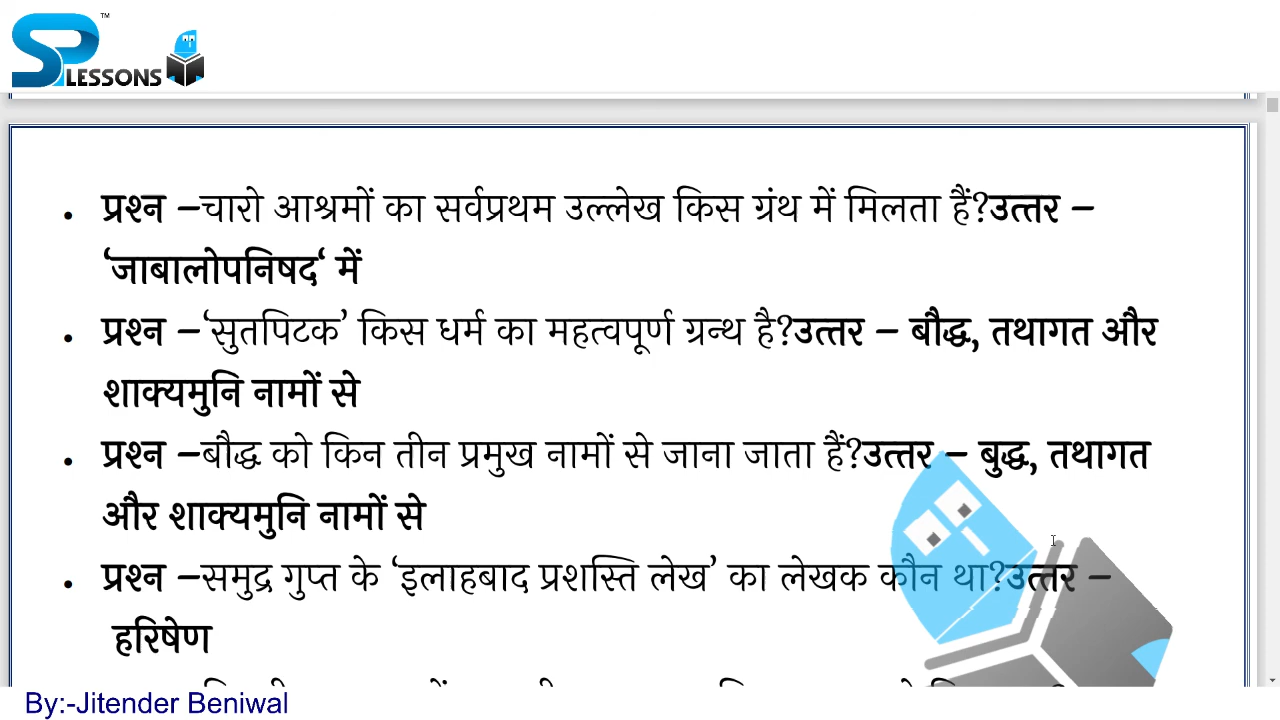 SP LESSONS ™
• प्रश्न –चारो आश्रमों का सर्वप्रथम उल्लेख किस ग्रंथ में मिलता हैं?उत्तर –
‘जाबालोपनिषद‘ में
• प्रश्न –‘सुतपिटक’ किस धर्म का महत्वपूर्ण ग्रन्थ है?उत्तर – बौद्ध, तथागत और
शाक्यमुनि नामों से
• प्रश्न –बौद्ध को किन तीन प्रमुख नामों से जाना जाता हैं?उत्तर – बुद्ध, तथागत
और शाक्यमुनि नामों से
• प्रश्न –समुद्र गुप्त के ‘इलाहबाद प्रशस्ति लेख’ का लेखक कौन था?उत्तर –
हरिषेण
By:-Jitender Beniwal